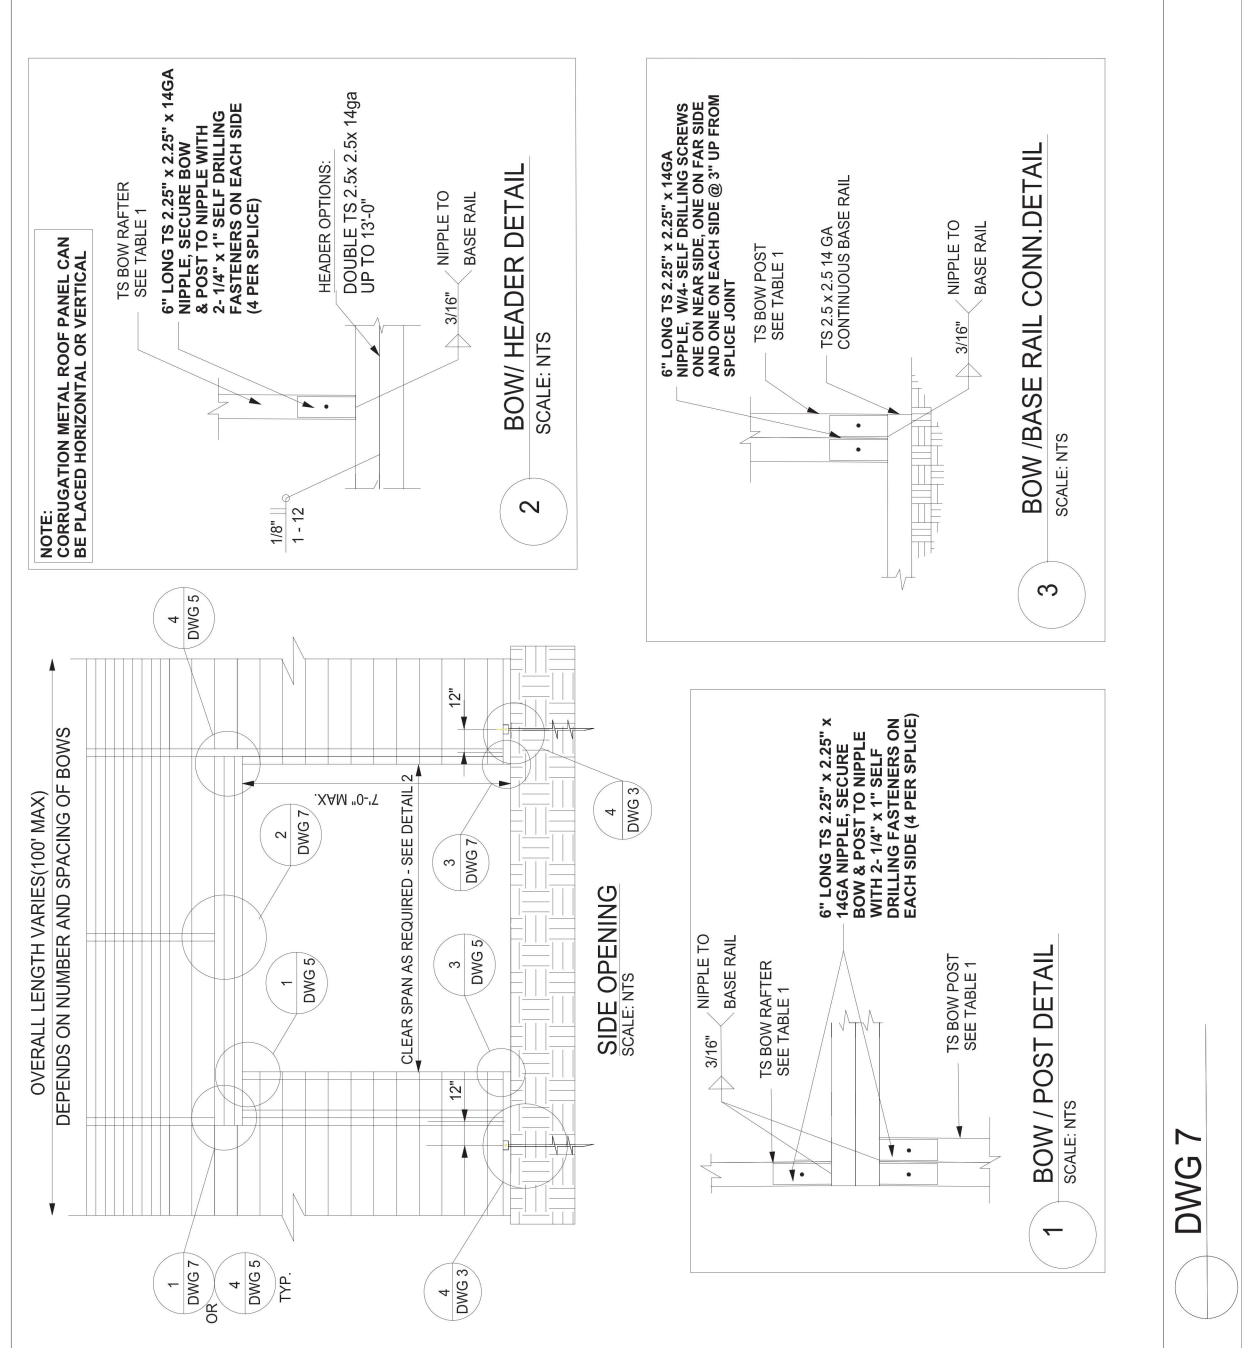 OVERALL LENGTH VARIES(100' MAX)
DEPENDS ON NUMBER AND SPACING OF BOWS
1
DWG 7
OR
4
DWG 5
TYP.
4
DWG 5
2
DWG 7
1
DWG 5
7'-0" MAX.
CLEAR SPAN AS REQUIRED - SEE DETAIL 2
3
DWG 7
3
DWG 5
12"
12"
4
DWG 3
4
DWG 3
SIDE OPENING
SCALE: NTS
NOTE:
CORRUGATION METAL ROOF PANEL CAN
BE PLACED HORIZONTAL OR VERTICAL
TS BOW RAFTER
SEE TABLE 1
6" LONG TS 2.25" x 2.25" x 14GA
NIPPLE, SECURE BOW
& POST TO NIPPLE WITH
2- 1/4" x 1" SELF DRILLING
FASTENERS ON EACH SIDE
(4 PER SPLICE)
HEADER OPTIONS:
DOUBLE TS 2.5x 2.5x 14ga
UP TO 13'-0"
1/8"
1 - 12
3/16"
NIPPLE TO
BASE RAIL
2
BOW/ HEADER DETAIL
SCALE: NTS
NIPPLE TO
BASE RAIL
3/16"
TS BOW RAFTER
SEE TABLE 1
6" LONG TS 2.25" x 2.25" x
14GA NIPPLE, SECURE
BOW & POST TO NIPPLE
WITH 2- 1/4" x 1" SELF
DRILLING FASTENERS ON
EACH SIDE (4 PER SPLICE)
TS BOW POST
SEE TABLE 1
1
BOW / POST DETAIL
SCALE: NTS
6" LONG TS 2.25" x 2.25" x 14GA
NIPPLE, W/4- SELF DRILLING SCREWS
ONE ON NEAR SIDE, ONE ON FAR SIDE
AND ONE ON EACH SIDE @ 3" UP FROM
SPLICE JOINT
TS BOW POST
SEE TABLE 1
TS 2.5 x 2.5 14 GA
CONTINUOUS BASE RAIL
3/16"
NIPPLE TO
BASE RAIL
3
BOW /BASE RAIL CONN.DETAIL
SCALE: NTS
DWG 7